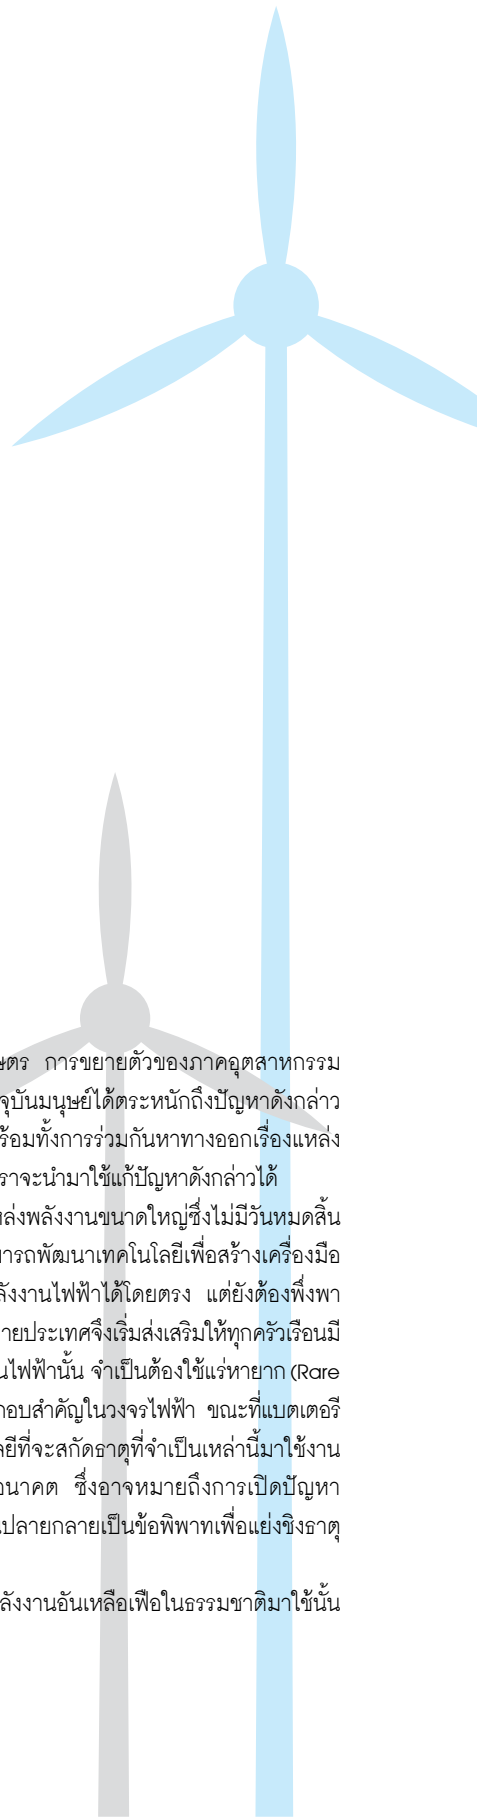 การขยายตัวของภาคอุตสาหกรรม
มนุษย์ได้ตระหนักถึงปัญหาดังกล่าว
ร้อมทั้งการร่วมกันหาทางออกเรื่องแหล่ง
ราจะนำมาใช้แก้ปัญหาดังกล่าวได้
หล่งพลังงานขนาดใหญ่ซึ่งไม่มีวันหมดสิ้น
มารถพัฒนาเทคโนโลยีเพื่อสร้างเครื่องมือ
ลังงานไฟฟ้าได้โดยตรง แต่ยังต้องพึ่งพา
ายประเทศจึงเริ่มส่งเสริมให้ทุกครัวเรือนมี
นไฟฟ้านั้น จำเป็นต้องใช้แร่หายาก (Rare
กอบสำคัญในวงจรไฟฟ้า ขณะที่แบตเตอรี
ลยีที่จะสกัดธาตุที่จำเป็นเหล่านี้มาใช้งาน
อนาคต ซึ่งอาจหมายถึงการเปิดปัญหา
นปลายกลายเป็นข้อพิพาทเพื่อแย่งชิงธาตุ
ลังงานอันเหลือเฟือในธรรมชาติมาใช้นั้น